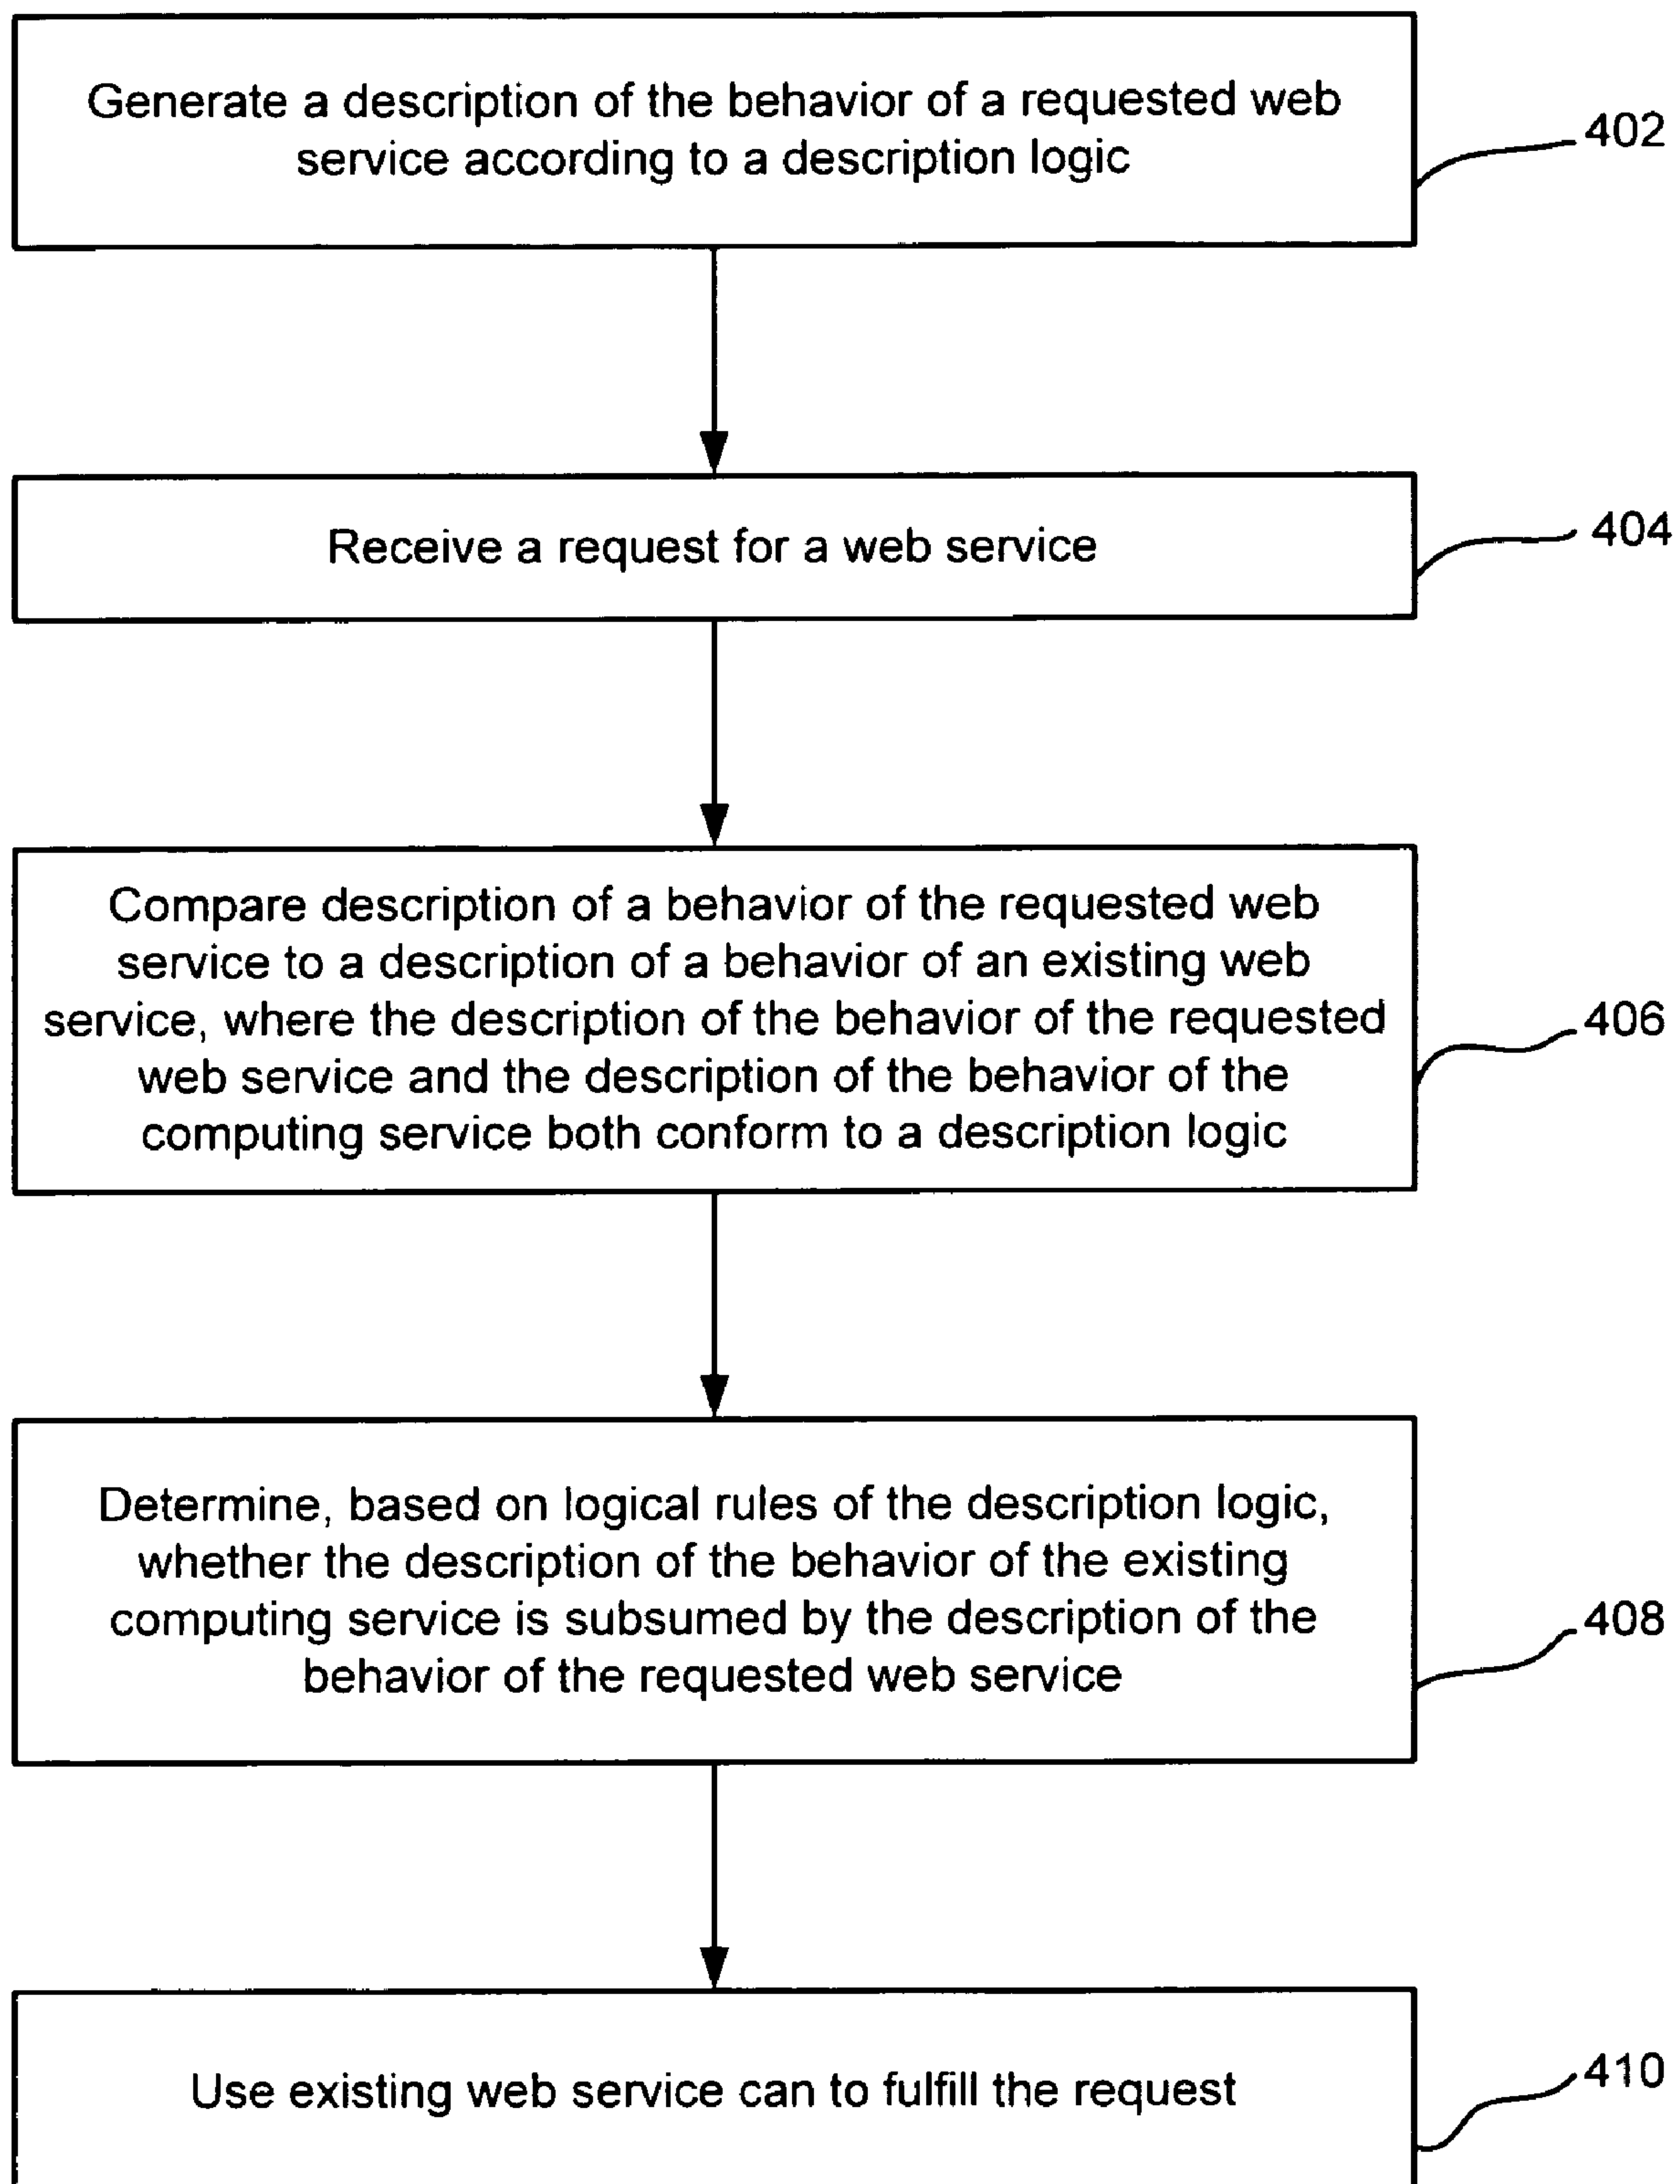 Generate a description of the behavior of a requested web
service according to a description logic
402
Receive a request for a web service
404
Compare description of a behavior of the requested web
service to a description of a behavior of an existing web
service, where the description of the behavior of the requested
web service and the description of the behavior of the
computing service both conform to a description logic
406
Determine, based on logical rules of the description logic,
whether the description of the behavior of the existing
computing service is subsumed by the description of the
behavior of the requested web service
408
Use existing web service can to fulfill the request
410